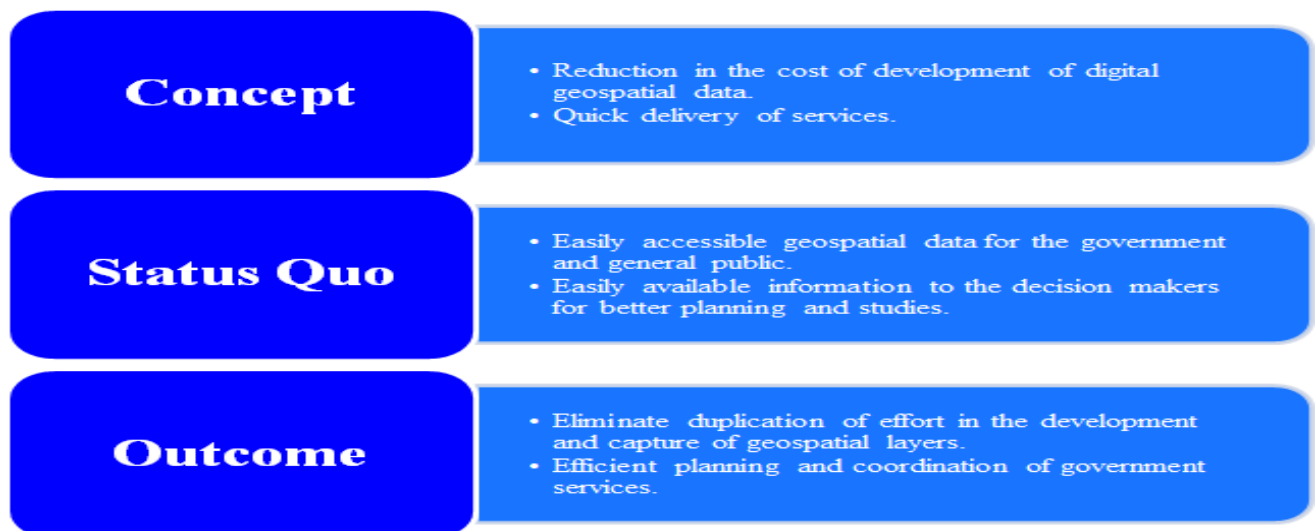 Concept
• Reduction in the cost of development of digital
geospatial data.
• Quick delivery of services.
Status Quo
• Easily accessible geospatial data for the government
and general public.
• Easily available information to the decision makers
for better planning and studies.
Outcome
• Eliminate duplication of effort in the development
and capture of geospatial layers.
• Efficient planning and coordination of government
services.